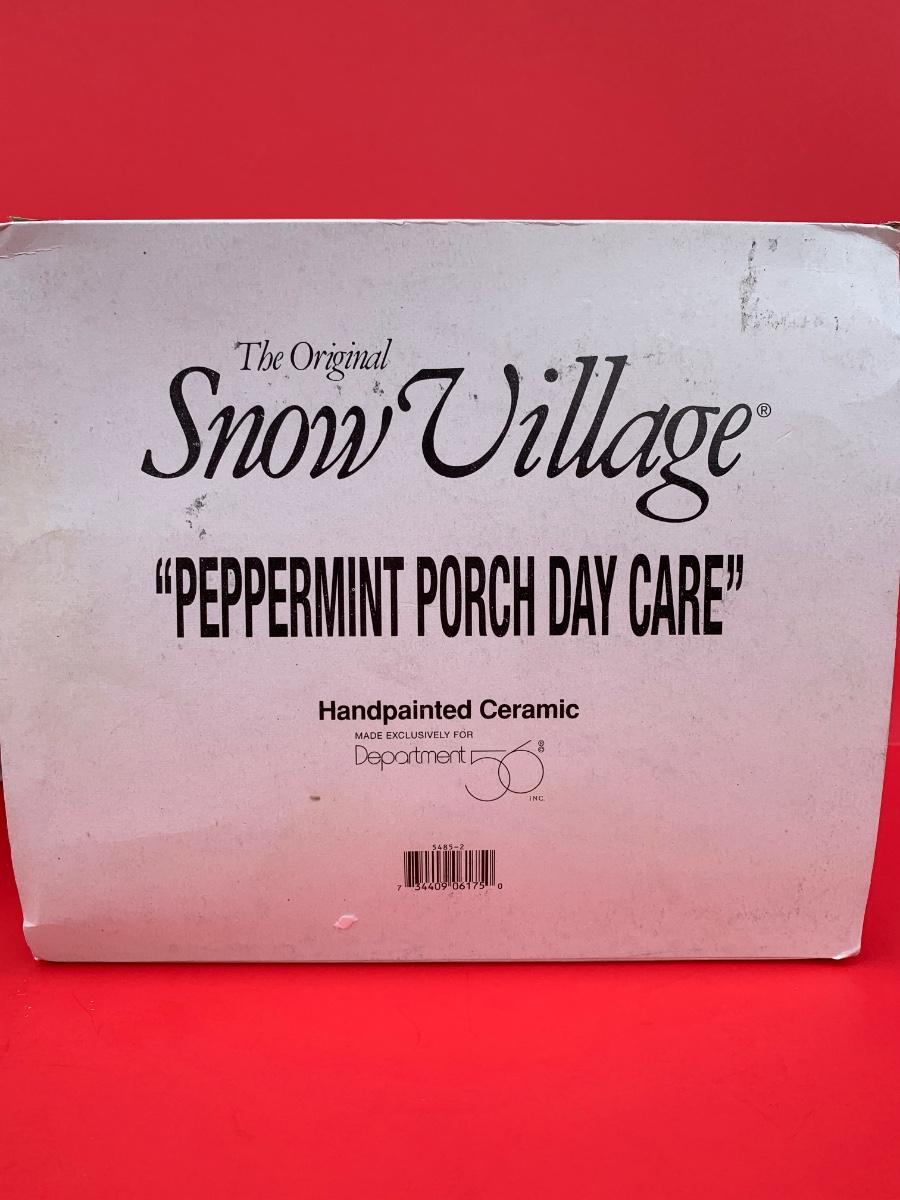 The Original
Snow Village®
“PEPPERMINT PORCH DAY CARE”
Handpainted Ceramic
MADE EXCLUSIVELY FOR
Department 56®
INC.
5485-2
7 34409 06175 0